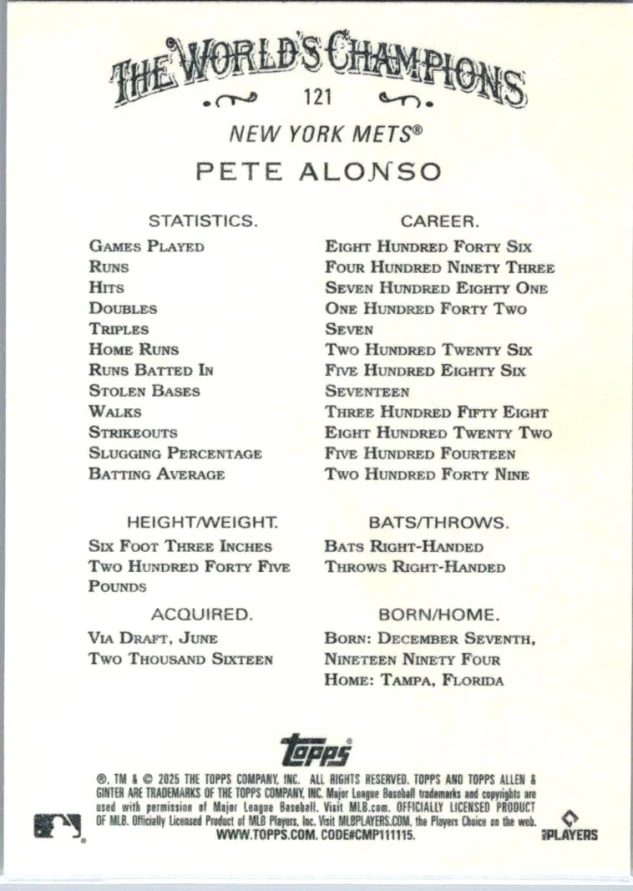 THE WORLD'S CHAMPIONS
121
NEW YORK METS®
PETE ALONSO
STATISTICS. CAREER.
GAMES PLAYED EIGHT HUNDRED FORTY SIX
RUNS FOUR HUNDRED NINETY THREE
HITS SEVEN HUNDRED EIGHTY ONE
DOUBLES ONE HUNDRED FORTY TWO
TRIPLES SEVEN
HOME RUNS TWO HUNDRED TWENTY SIX
RUNS BATTED IN FIVE HUNDRED EIGHTY SIX
STOLEN BASES SEVENTEEN
WALKS THREE HUNDRED FIFTY EIGHT
STRIKEOUTS EIGHT HUNDRED TWENTY TWO
SLUGGING PERCENTAGE FIVE HUNDRED FOURTEEN
BATTING AVERAGE TWO HUNDRED FORTY NINE
HEIGHT/WEIGHT.
SIX FOOT THREE INCHES
TWO HUNDRED FORTY FIVE
POUNDS
BATS/THROWS.
BATS RIGHT-HANDED
THROWS RIGHT-HANDED
ACQUIRED.
VIA DRAFT, JUNE
TWO THOUSAND SIXTEEN
BORN/HOME.
BORN: DECEMBER SEVENTH,
NINETEEN NINETY FOUR
HOME: TAMPA, FLORIDA
topps®
®, TM & © 2025 THE TOPPS COMPANY, INC. ALL RIGHTS RESERVED. TOPPS AND TOPPS ALLEN &
GINTER ARE TRADEMARKS OF THE TOPPS COMPANY, INC. Major League Baseball trademarks and copyrights are
used with permission of Major League Baseball. Visit MLB.com. OFFICIALLY LICENSED PRODUCT
OF MLB. Officially Licensed Product of MLB Players, Inc. Visit MLBPLAYERS.COM, the Players Choice on the web.
WWW.TOPPS.COM. CODE#CMP111115.
MLB PLAYERS